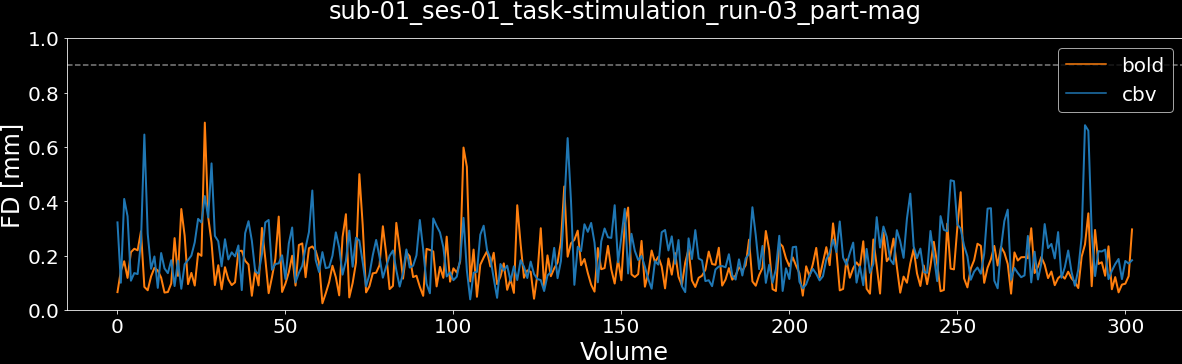 sub-01_ses-01_task-stimulation_run-03_part-mag
1.0
0.8
0.6
0.4
0.2
0.0
FD [mm]
bold
cbv
0 50 100 150 200 250 300
Volume